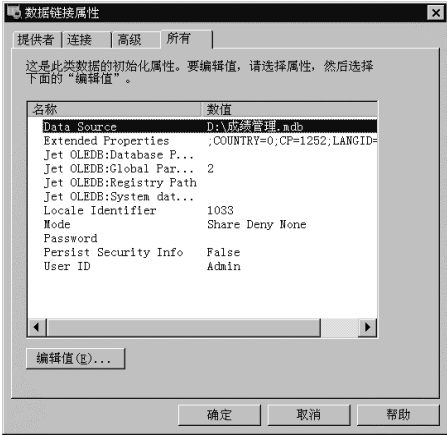 数据链接属性
提供者 连接 高级 所有
这是此类数据的初始化属性。要编辑值，请选择属性，然后选择
下面的“编辑值”。
名称 数值
Data Source D:\成绩管理.mdb
Extended Properties ;COUNTRY=0;CP=1252;LANGID=
Jet OLEDB:Database P...
Jet OLEDB:Global Par... 2
Jet OLEDB:Registry Path
Jet OLEDB:System dat...
Locale Identifier 1033
Mode Share Deny None
Password
Persist Security Info False
User ID Admin
编辑值(E)...
确定 取消 帮助